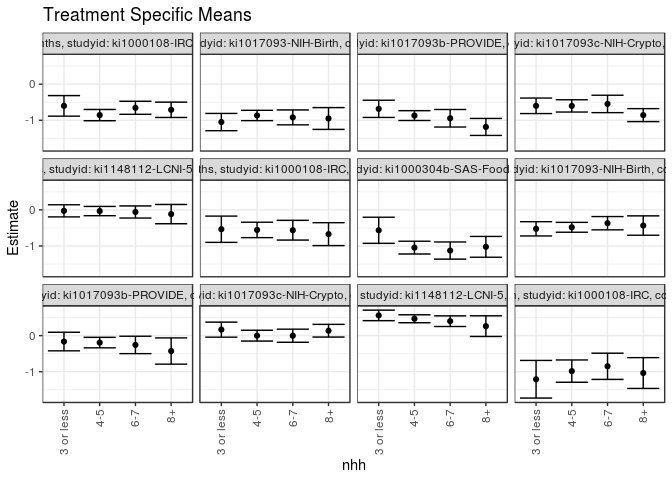 Treatment Specific Means
ths, studyid: ki1000108-IRC
dyid: ki1017093-NIH-Birth, c
yid: ki1017093b-PROVIDE,
yid: ki1017093c-NIH-Crypto,
0
-1
, studyid: ki1148112-LCNI-5
ths, studyid: ki1000108-IRC,
dyid: ki1000304b-SAS-Food
dyid: ki1017093-NIH-Birth, co
0
-1
yid: ki1017093b-PROVIDE, c
yid: ki1017093c-NIH-Crypto,
studyid: ki1148112-LCNI-5,
, studyid: ki1000108-IRC, co
0
-1
Estimate
3 or less
4-5
6-7
8+
3 or less
4-5
6-7
8+
3 or less
4-5
6-7
8+
3 or less
4-5
6-7
8+
nhh